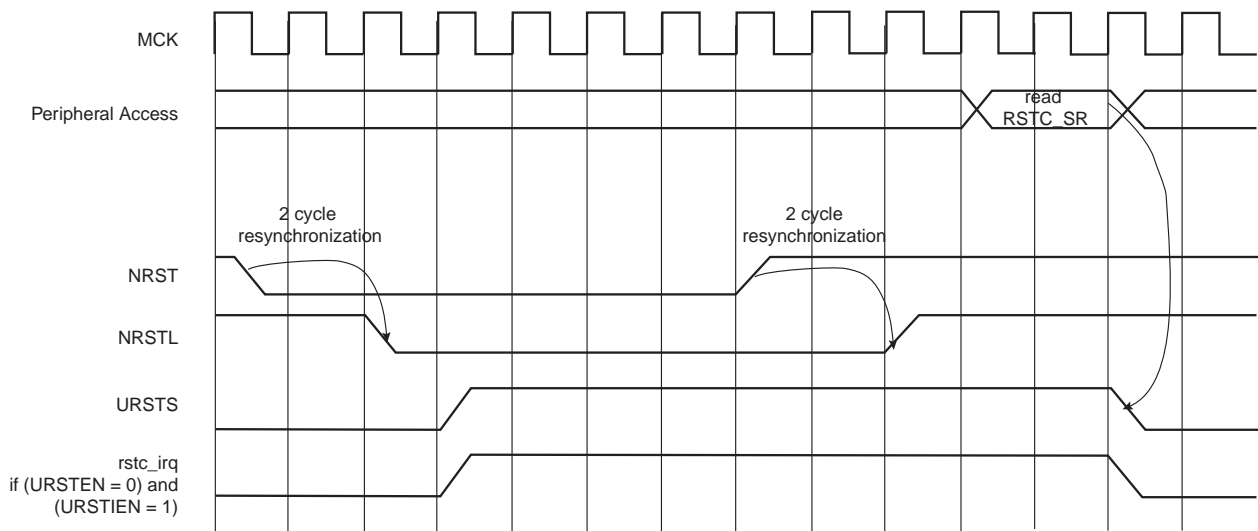 MCK
Peripheral Access
read
RSTC_SR
2 cycle
resynchronization
2 cycle
resynchronization
NRST
NRSTL
URSTS
rstc_irq
if (URSTEN = 0) and
(URSTIEN = 1)